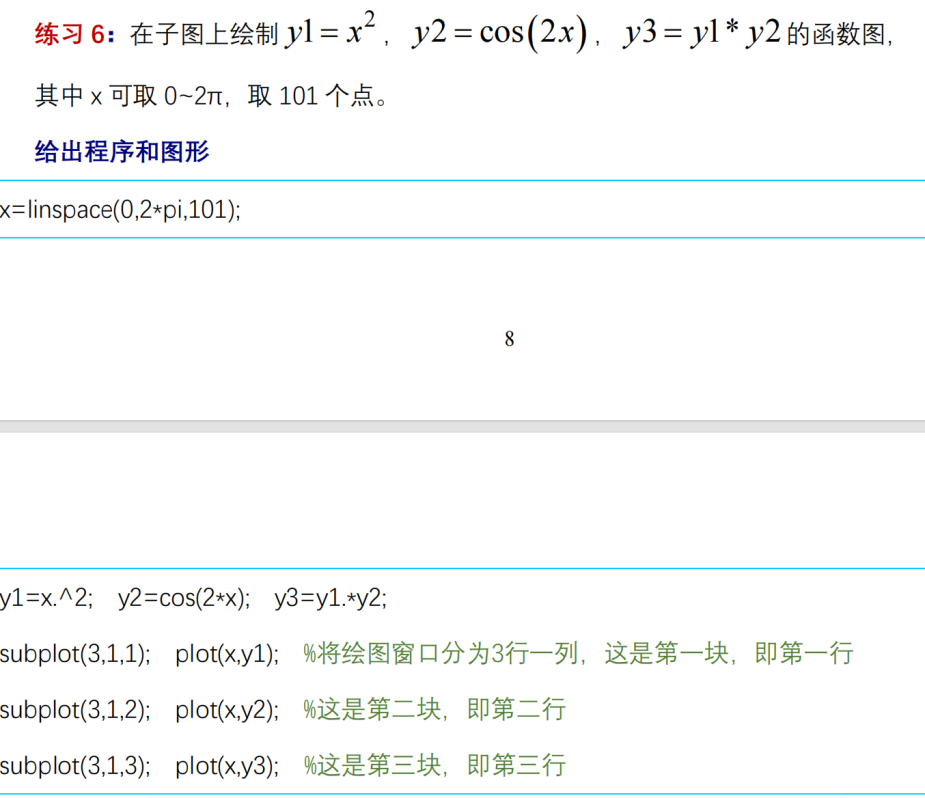 练习 6：在子图上绘制 y1 = x²，y2 = cos(2x)，y3 = y1 * y2 的函数图，
其中 x 可取 0~2π，取 101 个点。
给出程序和图形
x=linspace(0,2*pi,101);
8
y1=x.^2; y2=cos(2*x); y3=y1.*y2;
subplot(3,1,1); plot(x,y1); %将绘图窗口分为3行一列，这是第一块，即第一行
subplot(3,1,2); plot(x,y2); %这是第二块，即第二行
subplot(3,1,3); plot(x,y3); %这是第三块，即第三行